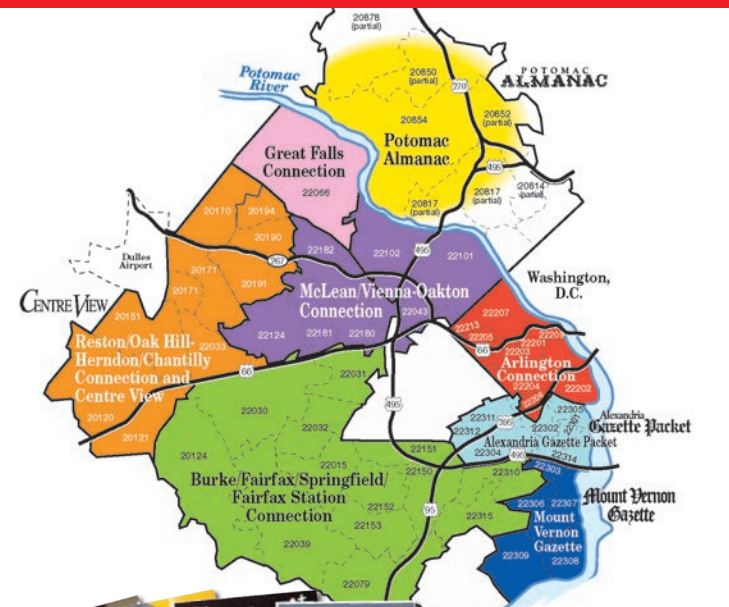 20878
(partial)
Potomac
River
20850
(partial)
270
POTOMAC
ALMANAC
20854
20852
(partial)
Potomac
Almanac
Great Falls
Connection
22066
495
20817
(partial)
20817
(partial)
20814
(partial)
20170
20194
20190
22182
22102
495
22101
Dulles
Airport
267
20171
20171
20191
Washington,
D.C.
CENTRE VIEW
20151
McLean/Vienna-Oakton
Connection
22043
22207
22213
22205
22201
22201
22203
66
22124
22181
22180
Reston/Oak Hill-
Herndon/Chantilly
Connection and
Centre View
22033
66
22031
Arlington
Connection
22204
22202
22206
20120
20121
22030
22032
495
395
22311
22312
22305
22302
22301
Alexandria
Gazette Packet
Alexandria Gazette Packet
22304
22314
495
20124
22015
22151
22150
22310
22303
Burke/Fairfax/Springfield/
Fairfax Station
Connection
22152
22153
95
22315
22306
22307
Mount Vernon
Gazette
Mount
Vernon
Gazette
22039
22309
22308
22079